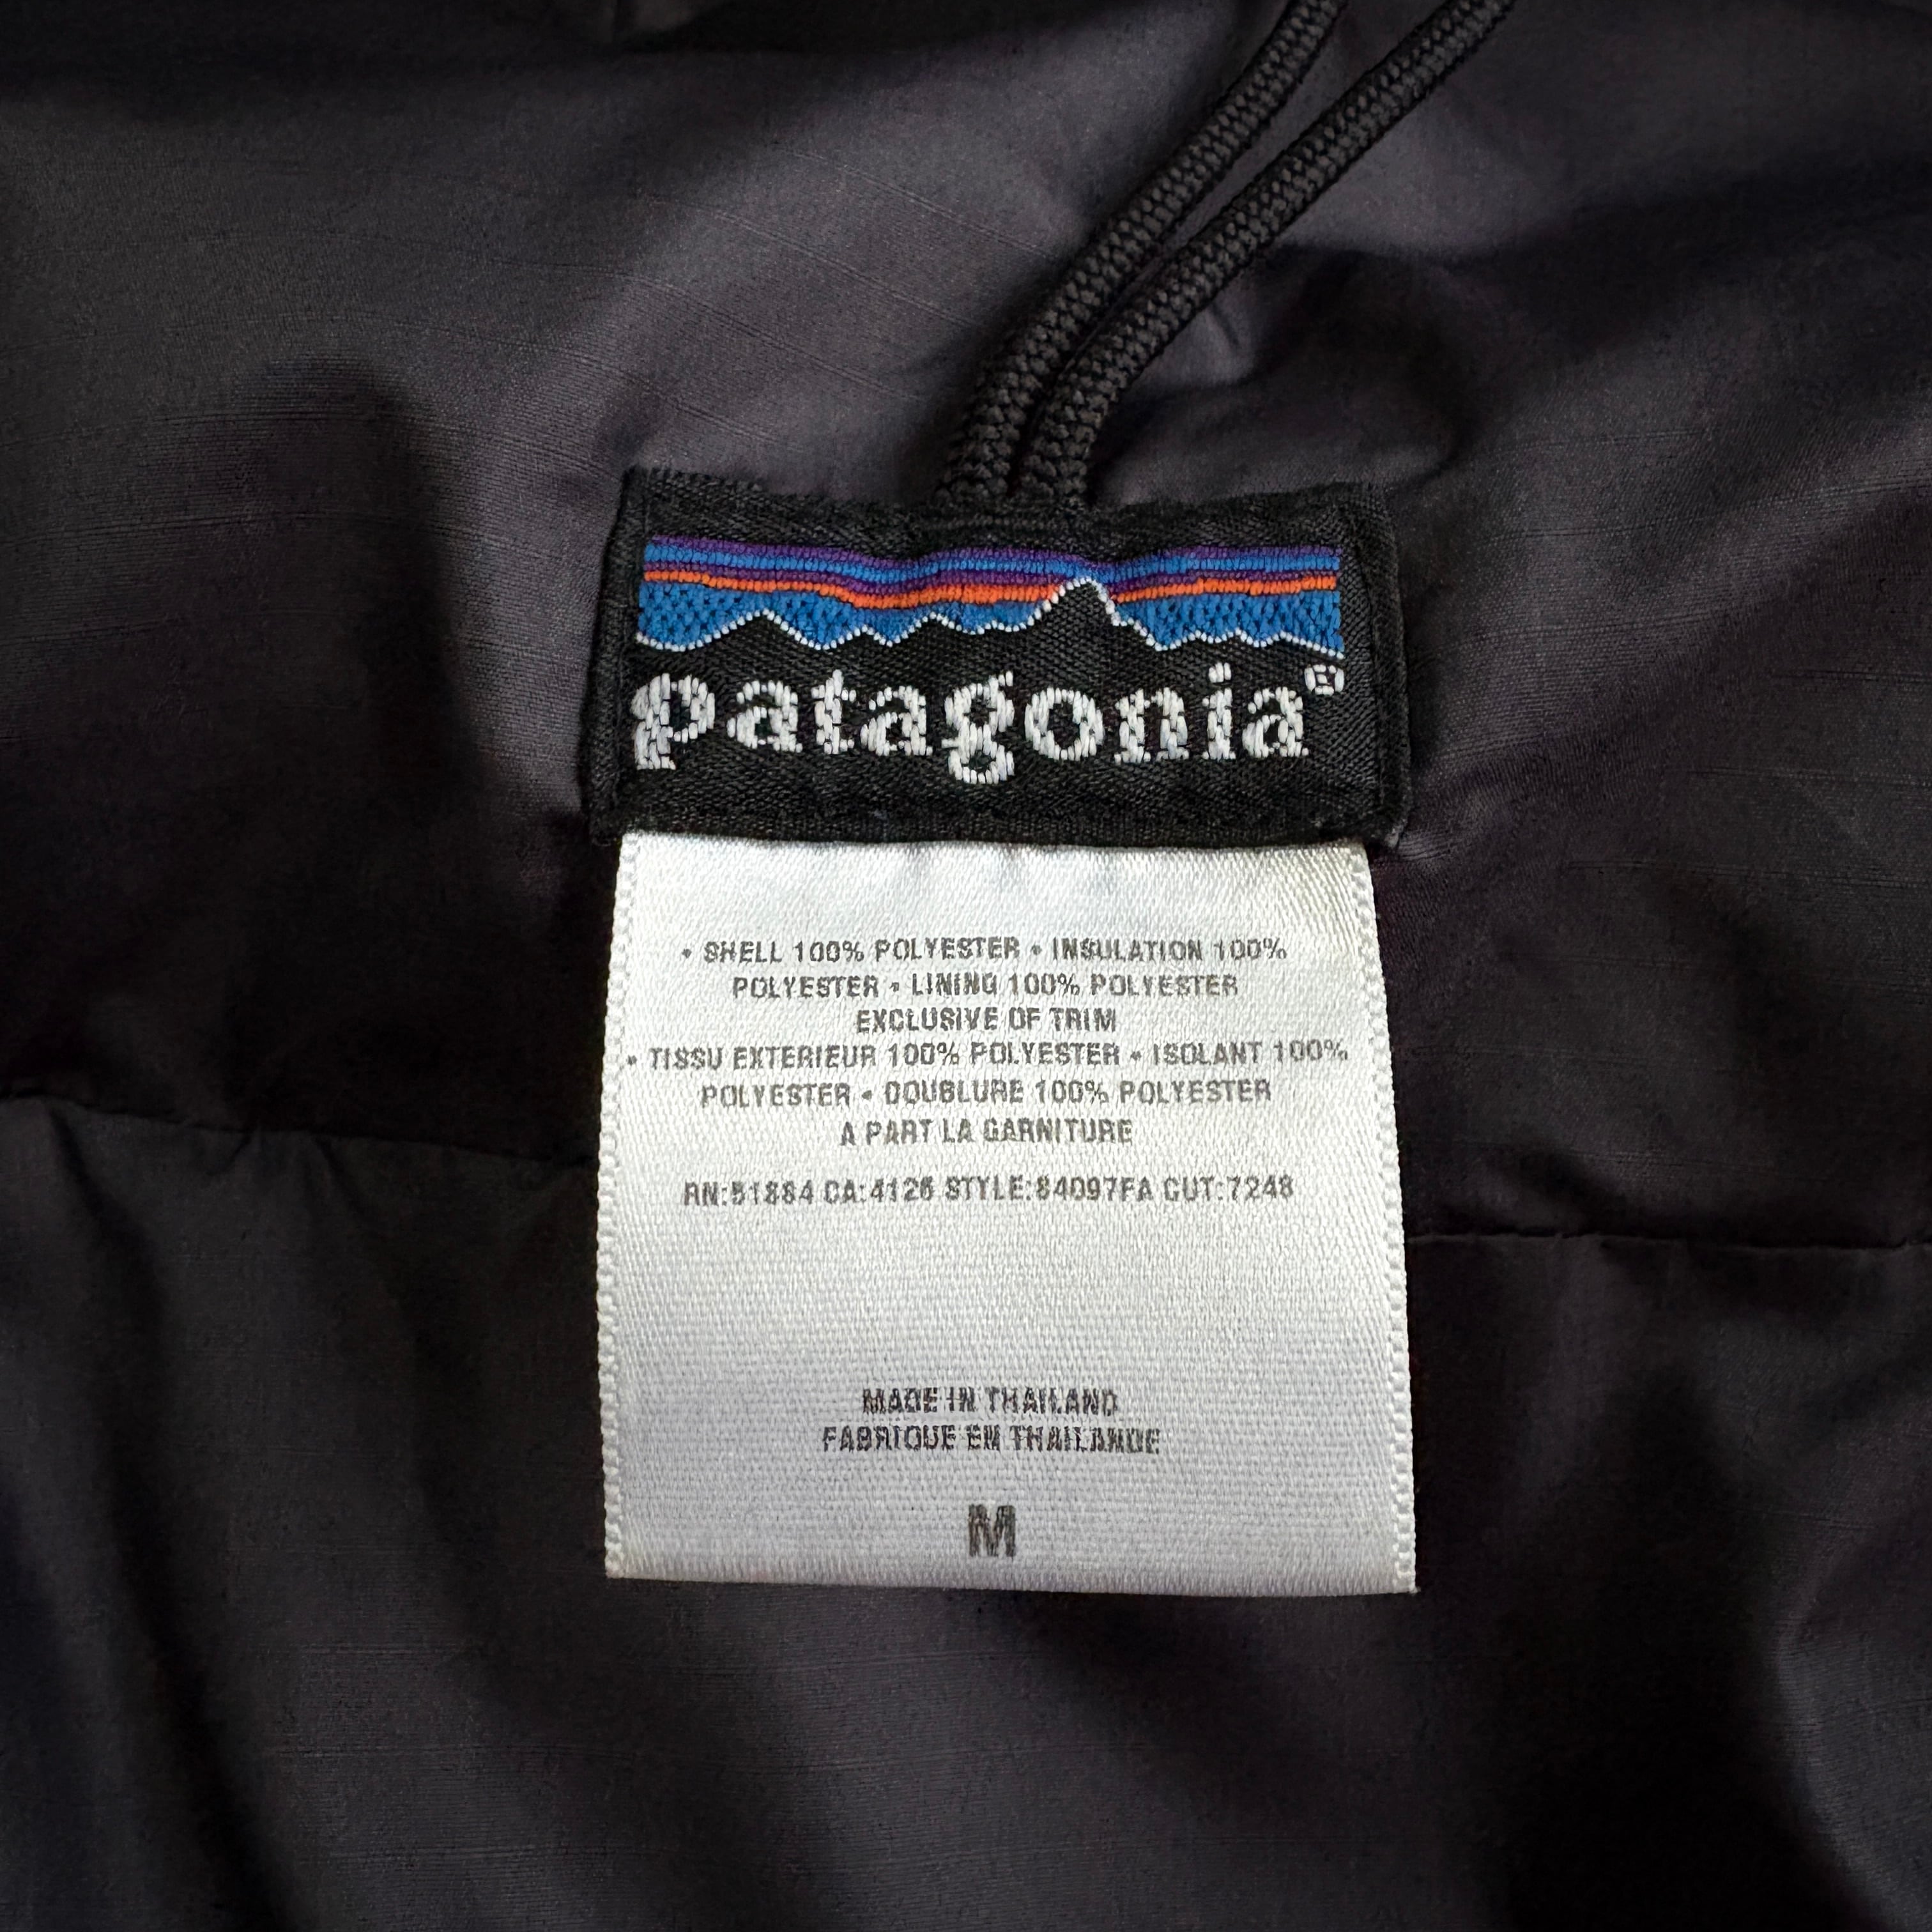 patagonia®
• SHELL 100% POLYESTER • INSULATION 100%
POLYESTER • LINING 100% POLYESTER
EXCLUSIVE OF TRIM
• TISSU EXTERIEUR 100% POLYESTER • ISOLANT 100%
POLYESTER • DOUBLURE 100% POLYESTER
A PART LA GARNITURE
RN:51884 CA:4126 STYLE:84097FA CUT:7248
MADE IN THAILAND
FABRIQUE EN THAILANDE
M